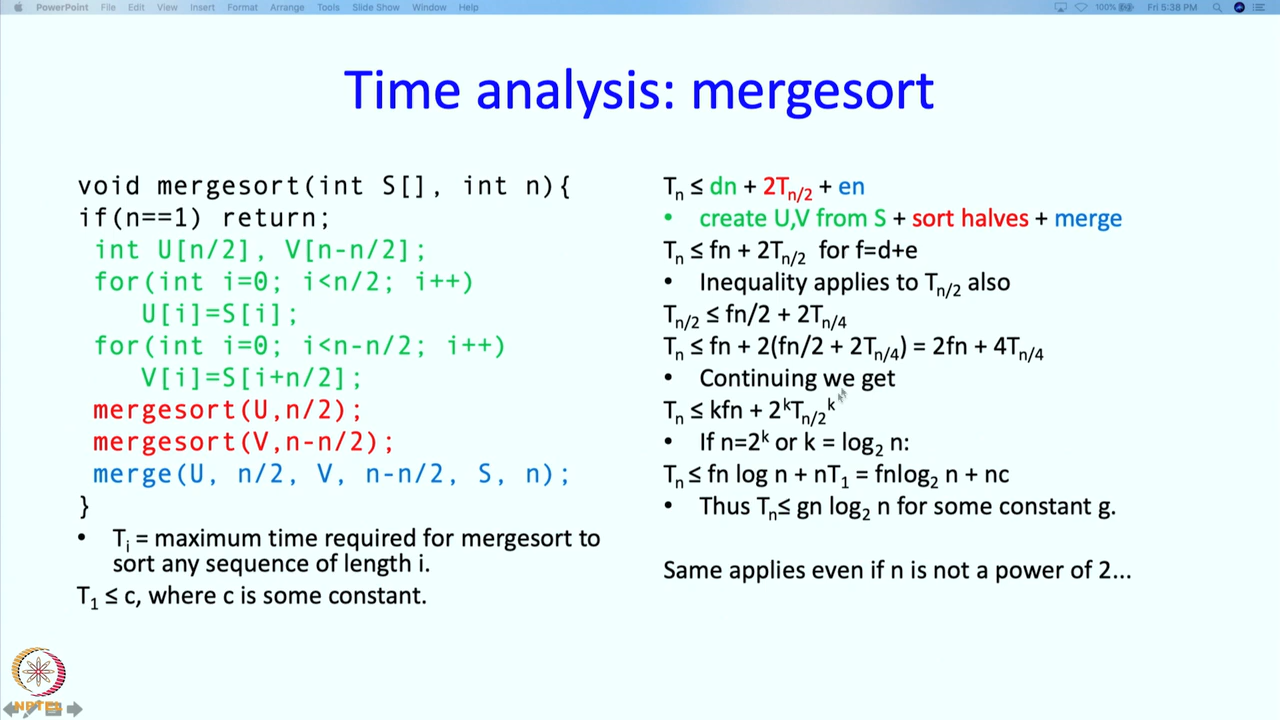 PowerPoint File Edit View Insert Format Arrange Tools Slide Show Window Help 100% Fri 5:38 PM
Time analysis: mergesort
void mergesort(int S[], int n){
if(n==1) return;
int U[n/2], V[n-n/2];
for(int i=0; i<n/2; i++)
U[i]=S[i];
for(int i=0; i<n-n/2; i++)
V[i]=S[i+n/2];
mergesort(U,n/2);
mergesort(V,n-n/2);
merge(U, n/2, V, n-n/2, S, n);
}
• Tᵢ = maximum time required for mergesort to
sort any sequence of length i.
T₁ ≤ c, where c is some constant.
Tₙ ≤ dn + 2Tn/2 + en
• create U,V from S + sort halves + merge
Tₙ ≤ fn + 2Tn/2 for f=d+e
• Inequality applies to Tn/2 also
Tn/2 ≤ fn/2 + 2Tn/4
Tₙ ≤ fn + 2(fn/2 + 2Tn/4) = 2fn + 4Tn/4
• Continuing we get
Tₙ ≤ kfn + 2ᵏTn/2ᵏ
• If n=2ᵏ or k = log₂ n:
Tₙ ≤ fn log n + nT₁ = fnlog₂ n + nc
• Thus Tₙ≤ gn log₂ n for some constant g.
Same applies even if n is not a power of 2...
NPTEL